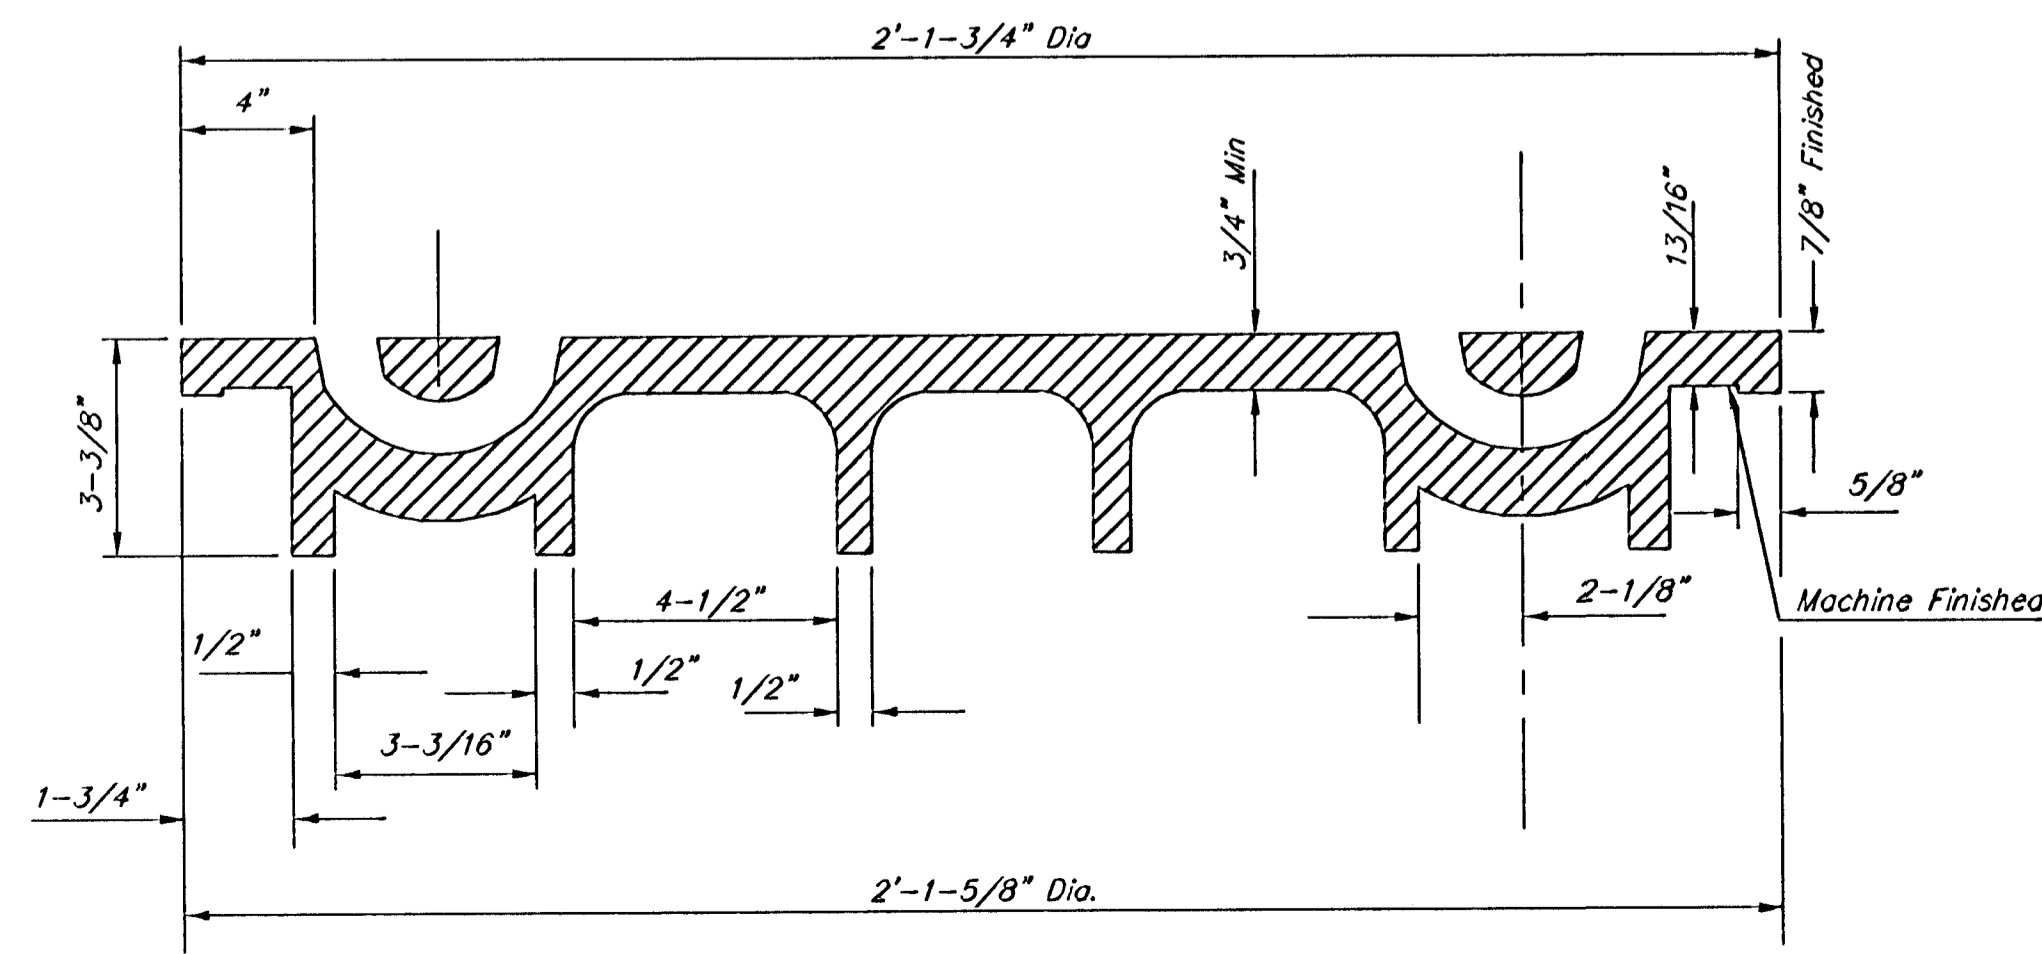 2'-1-3/4" Dia
4"
3/4" Min
13/16"
7/8" Finished
3-3/8"
5/8"
4-1/2"
2-1/8"
Machine Finished
1/2"
1/2"
1/2"
3-3/16"
1-3/4"
2'-1-5/8" Dia.